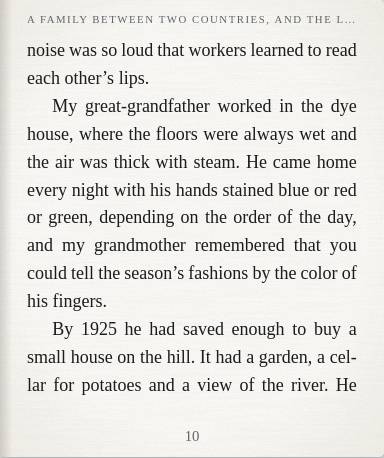 A FAMILY BETWEEN TWO COUNTRIES, AND THE L…
noise was so loud that workers learned to read
each other’s lips.
My great-grandfather worked in the dye
house, where the floors were always wet and
the air was thick with steam. He came home
every night with his hands stained blue or red
or green, depending on the order of the day,
and my grandmother remembered that you
could tell the season’s fashions by the color of
his fingers.
By 1925 he had saved enough to buy a
small house on the hill. It had a garden, a cel-
lar for potatoes and a view of the river. He
10